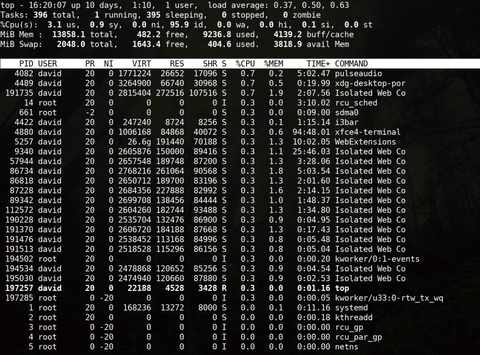 top - 16:20:07 up 10 days,  1:10,  1 user,  load average: 0.37, 0.50, 0.63
Tasks: 396 total,   1 running, 395 sleeping,   0 stopped,   0 zombie
%Cpu(s):  3.1 us,  0.9 sy,  0.0 ni, 95.9 id,  0.0 wa,  0.0 hi,  0.1 si,  0.0 st
MiB Mem :  13858.1 total,    482.2 free,   9236.8 used,   4139.2 buff/cache
MiB Swap:   2048.0 total,   1643.4 free,    404.6 used.   3818.9 avail Mem
PID USER PR NI VIRT RES SHR S %CPU %MEM TIME+ COMMAND
4082 david 20 0 1771224 26652 17096 S 0.7 0.2 5:02.47 pulseaudio
4489 david 20 0 3264900 66740 30968 S 0.7 0.5 0:19.99 xdg-desktop-por
191735 david 20 0 2815404 272516 107516 S 0.7 1.9 2:07.56 Isolated Web Co
14 root 20 0 0 0 0 I 0.3 0.0 3:10.02 rcu_sched
661 root -2 0 0 0 0 S 0.3 0.0 0:09.00 sdma0
4422 david 20 0 247240 8724 8256 S 0.3 0.1 1:15.14 i3bar
4880 david 20 0 1006168 84868 40072 S 0.3 0.6 94:48.01 xfce4-terminal
5257 david 20 0 26.6g 191440 70188 S 0.3 1.3 10:02.05 WebExtensions
9340 david 20 0 2605876 150000 89416 S 0.3 1.1 25:46.03 Isolated Web Co
57944 david 20 0 2657548 189748 87200 S 0.3 1.3 3:28.06 Isolated Web Co
86734 david 20 0 2768216 261064 90568 S 0.3 1.8 5:03.54 Isolated Web Co
86818 david 20 0 2650712 189700 83196 S 0.3 1.3 2:01.60 Isolated Web Co
87228 david 20 0 2684356 227888 82992 S 0.3 1.6 2:14.15 Isolated Web Co
89342 david 20 0 2699708 138456 84444 S 0.3 1.0 1:48.37 Isolated Web Co
112572 david 20 0 2604260 182744 93488 S 0.3 1.3 1:34.80 Isolated Web Co
190228 david 20 0 2535704 132476 86900 S 0.3 0.9 0:04.95 Isolated Web Co
191370 david 20 0 2606720 184188 87668 S 0.3 1.3 0:17.43 Isolated Web Co
191476 david 20 0 2538452 113168 84996 S 0.3 0.8 0:05.48 Isolated Web Co
191513 david 20 0 2518528 115296 86156 S 0.3 0.8 0:05.04 Isolated Web Co
194502 root 20 0 0 0 0 I 0.3 0.0 0:00.20 kworker/0:1-events
194534 david 20 0 2478868 120652 85256 S 0.3 0.9 0:04.54 Isolated Web Co
195030 david 20 0 2474940 120660 87880 S 0.3 0.9 0:02.53 Isolated Web Co
197257 david 20 0 22188 4528 3428 R 0.3 0.0 0:01.16 top
197285 root 0 -20 0 0 0 I 0.3 0.0 0:00.05 kworker/u33:0-rtw_tx_wq
1 root 20 0 168236 13272 8000 S 0.0 0.1 0:11.16 systemd
2 root 20 0 0 0 0 S 0.0 0.0 0:00.18 kthreadd
3 root 0 -20 0 0 0 I 0.0 0.0 0:00.00 rcu_gp
4 root 0 -20 0 0 0 I 0.0 0.0 0:00.00 rcu_par_gp
5 root 0 -20 0 0 0 I 0.0 0.0 0:00.00 netns